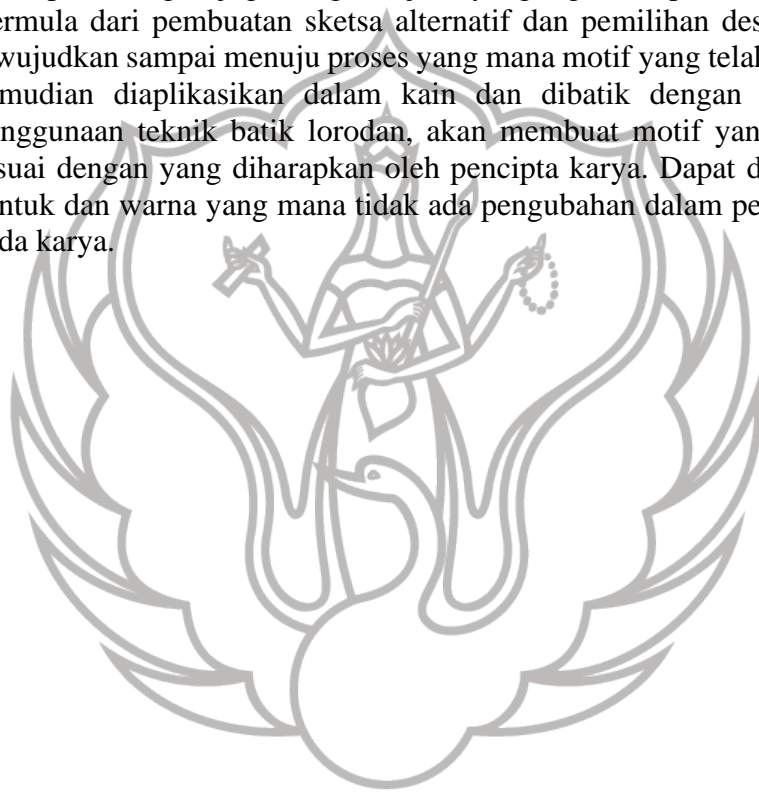 ermula dari pembuatan sketsa alternatif dan pemilihan des
wujudkan sampai menuju proses yang mana motif yang telah
mudian diaplikasikan dalam kain dan dibatik dengan
nggunaan teknik batik lorodan, akan membuat motif yan
suai dengan yang diharapkan oleh pencipta karya. Dapat d
ntuk dan warna yang mana tidak ada pengubahan dalam pe
da karya.